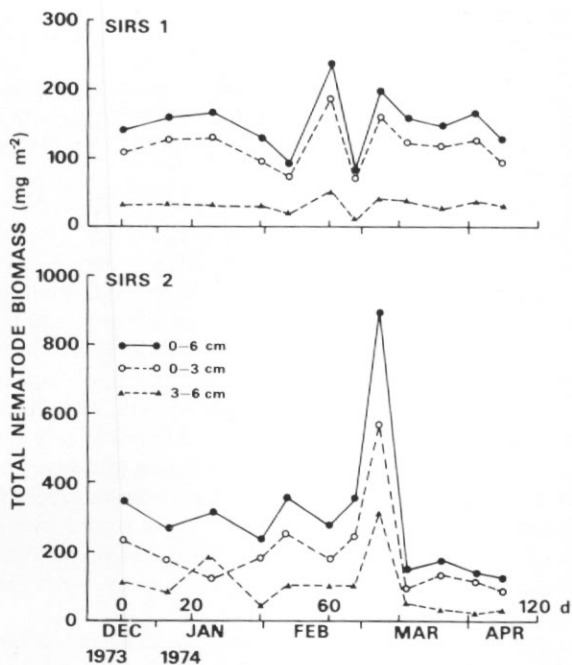 SIRS 1
300
200
100
0
TOTAL NEMATODE BIOMASS (mg m⁻²)
SIRS 2
1000
800
600
400
200
0
0–6 cm
0–3 cm
3–6 cm
0 20 60 120 d
DEC JAN FEB MAR APR
1973 1974